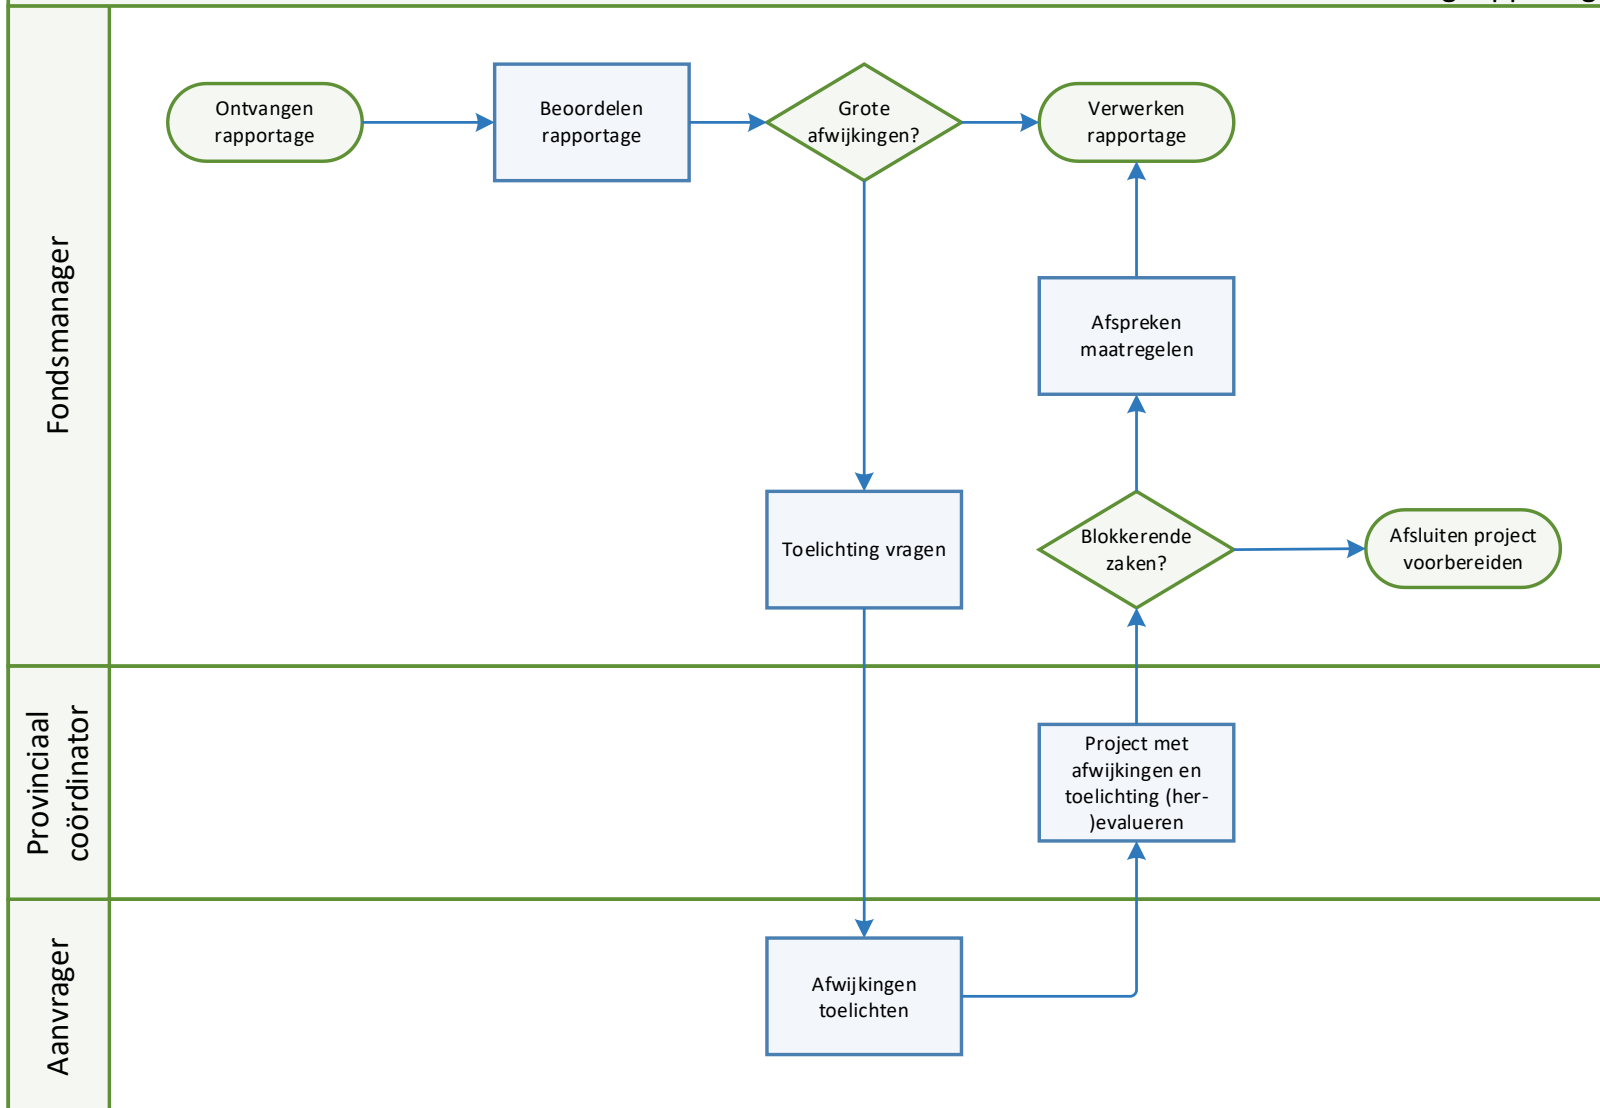 Fondsmanager
Ontvangen
rapportage
Beoordelen
rapportage
Grote
afwijkingen?
Verwerken
rapportage
Afspreken
maatregelen
Toelichting vragen
Blokkerende
zaken?
Afsluiten project
voorbereiden
Provinciaal
coördinator
Project met
afwijkingen en
toelichting (her-
)evalueren
Aanvrager
Afwijkingen
toelichten